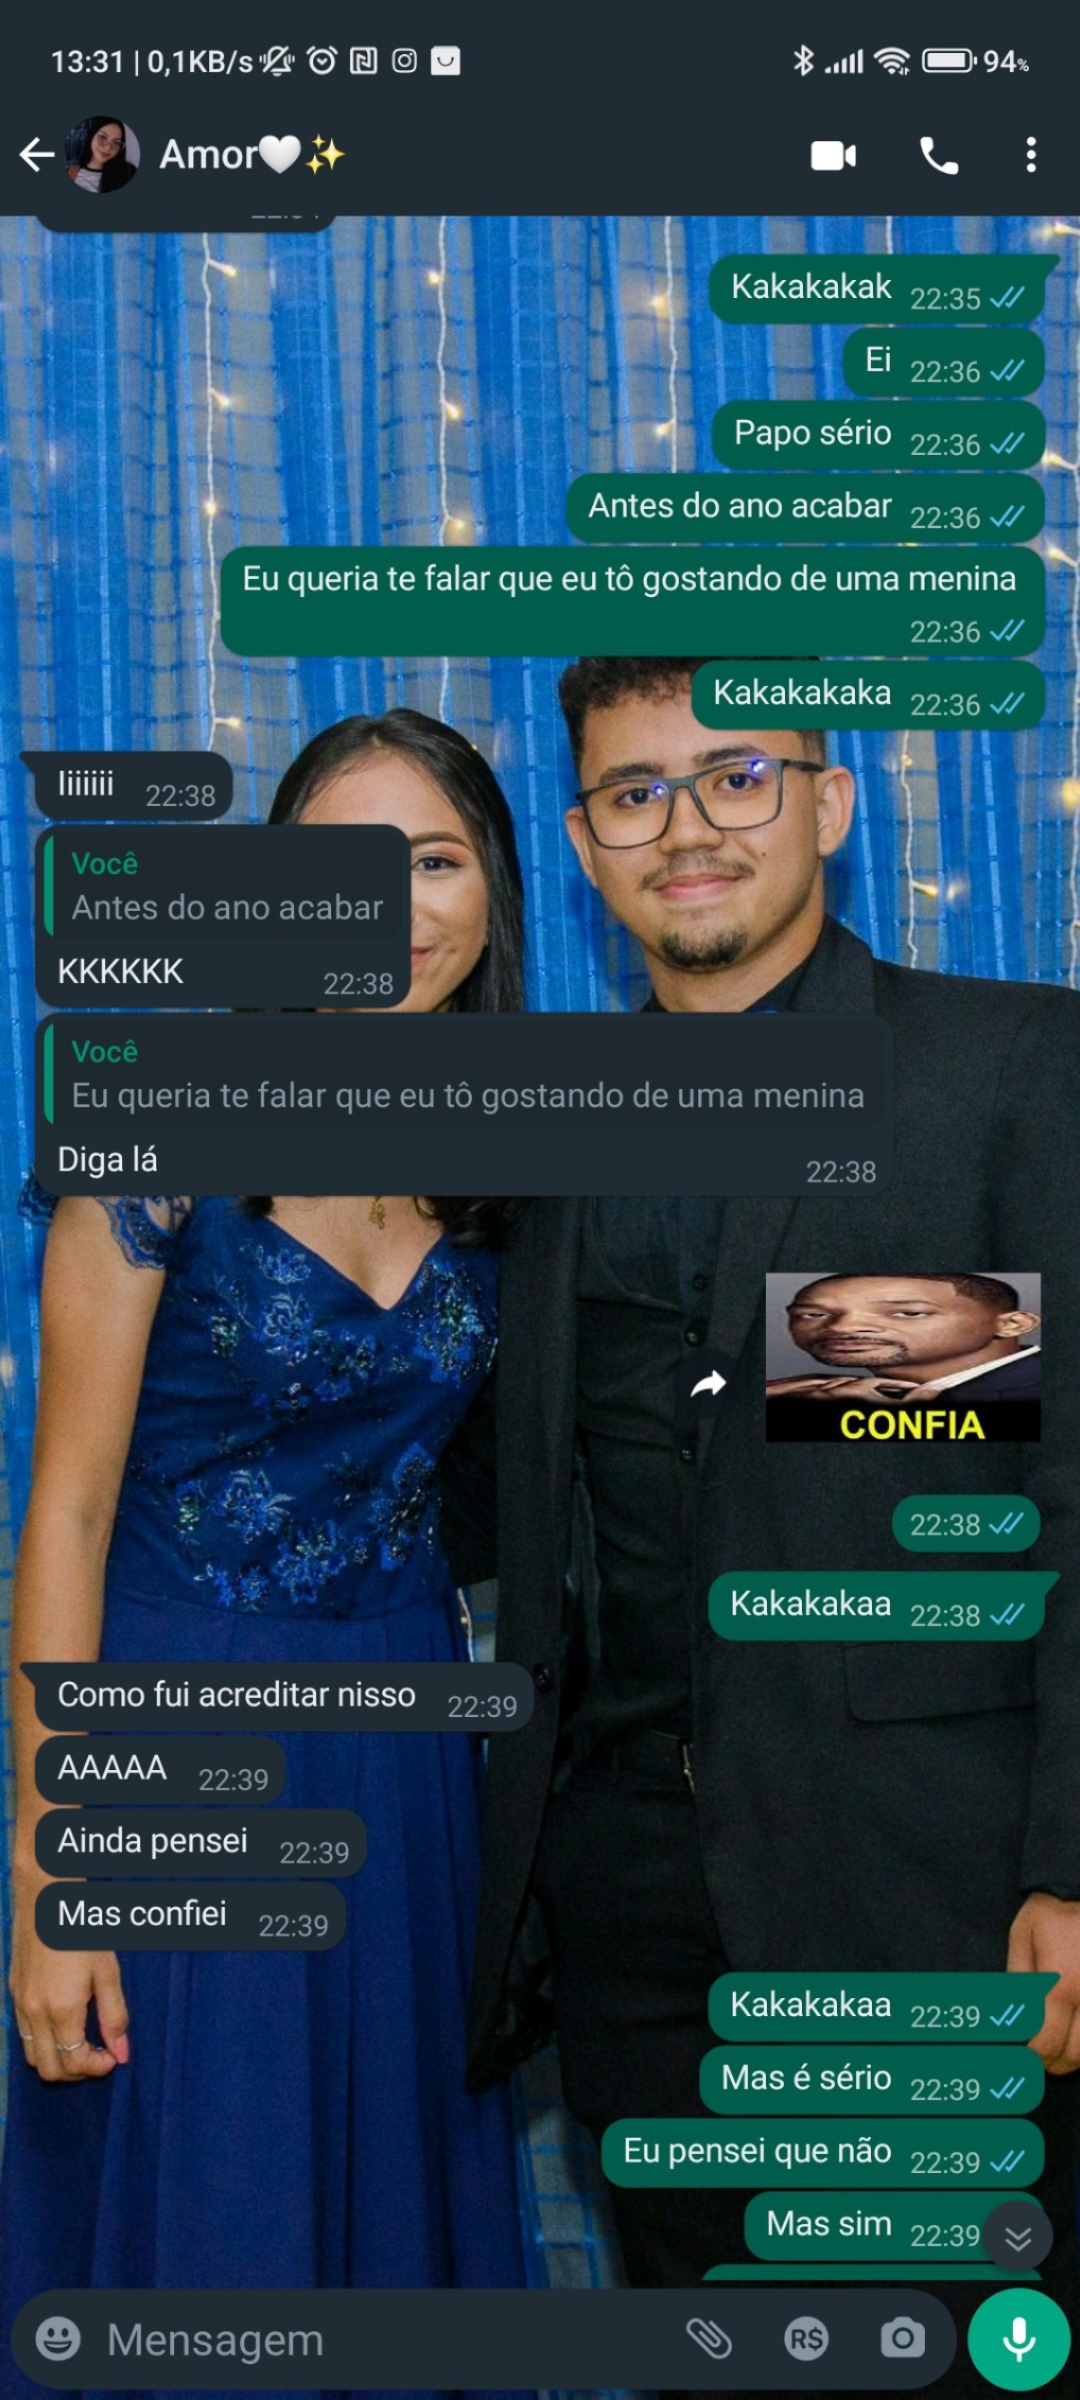 13:31 | 0,1KB/s
94%
Amor🤍✨
Kakakakak 22:35
Ei 22:36
Papo sério 22:36
Antes do ano acabar 22:36
Eu queria te falar que eu tô gostando de uma menina
22:36
Kakakakaka 22:36
Iiiiiii 22:38
Você
Antes do ano acabar
KKKKKK 22:38
Você
Eu queria te falar que eu tô gostando de uma menina
Diga lá 22:38
CONFIA
22:38
Kakakakaa 22:38
Como fui acreditar nisso 22:39
AAAAA 22:39
Ainda pensei 22:39
Mas confiei 22:39
Kakakakaa 22:39
Mas é sério 22:39
Eu pensei que não 22:39
Mas sim 22:39
Mensagem
R$